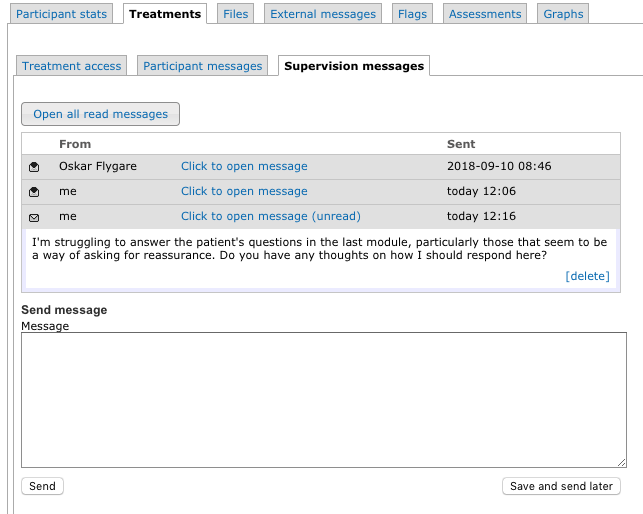 Participant stats Treatments Files External messages Flags Assessments Graphs
Treatment access Participant messages Supervision messages
Open all read messages
From Sent
Oskar Flygare Click to open message 2018-09-10 08:46
me Click to open message today 12:06
me Click to open message (unread) today 12:16
I'm struggling to answer the patient's questions in the last module, particularly those that seem to be
a way of asking for reassurance. Do you have any thoughts on how I should respond here?
[delete]
Send message
Message
Send Save and send later